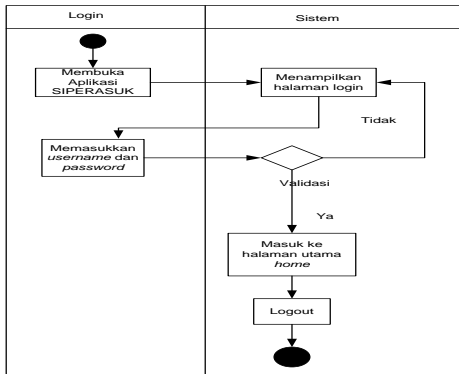 Login
Sistem
Membuka
Aplikasi
SIPERASUK
Menampilkan
halaman login
Tidak
Memasukkan
username dan
password
Validasi
Ya
Masuk ke
halaman utama
home
Logout